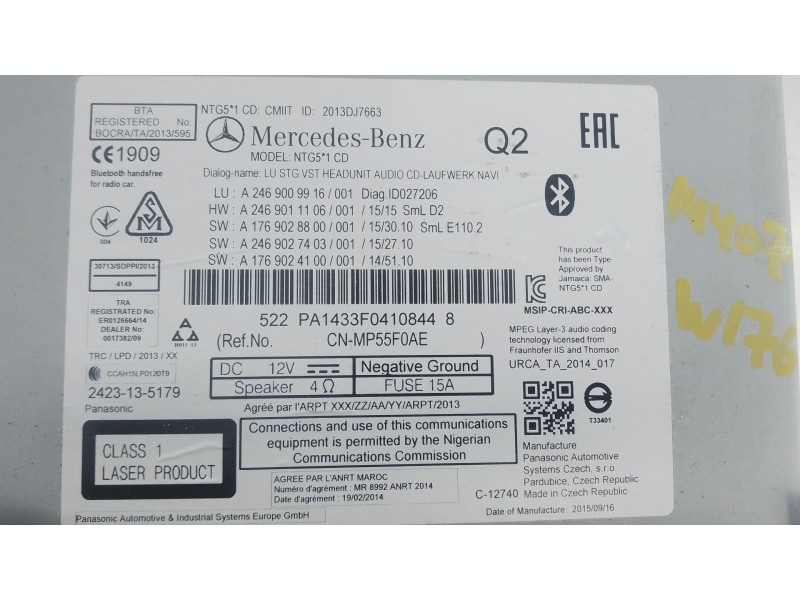 BTA
REGISTERED No:
BOCRA/TA/2013/595
NTG5*1 CD: CMIIT ID: 2013DJ7663
Mercedes-Benz
MODEL: NTG5*1 CD
Q2
EAC
CE1909
Bluetooth handsfree
for radio car.
Dialog-name: LU STG VST HEADUNIT AUDIO CD-LAUFWERK NAVI
LU : A 246 900 99 16 / 001 Diag.ID027206
HW : A 246 901 11 06 / 001 / 15/15 SmL D2
SW : A 176 902 88 00 / 001 / 15/30.10 SmL E110.2
SW : A 246 902 74 03 / 001 / 15/27.10
SW : A 176 902 41 00 / 001 / 14/51.10
004
SM
1024
30713/SDPPI/2013
4149
TRA
REGISTERED No:
ER0126664/14
DEALER No:
0017382/09
TRC / LPD / 2013 / XX
CCAH15LP0120T9
2423-13-5179
Panasonic
This product
has been
Type
Approved by
Jamaica: SMA-
NTG5*1 CD
MSIP-CRI-ABC-XXX
522 PA1433F0410844 8
(Ref.No. CN-MP55F0AE )
MPEG Layer-3 audio coding
technology licensed from
Fraunhofer IIS and Thomson
URCA_TA_2014_017
DC 12V Negative Ground
Speaker 4Ω FUSE 15A
Agréé par l'ARPT XXX/ZZ/AA/YY/ARPT/2013
Connections and use of this communications
equipment is permitted by the Nigerian
Communications Commission
T33401
CLASS 1
LASER PRODUCT
AGREE PAR L'ANRT MAROC
Numéro d'agrément : MR 8992 ANRT 2014
Date d'agrément : 19/02/2014
Manufacture
Panasonic Automotive
Systems Czech, s.r.o
Pardubice, Czech Republic
C-12740 Made in Czech Republic
Panasonic Automotive & Industrial Systems Europe GmbH
Date of Manufacture: 2015/09/16
M407
W176